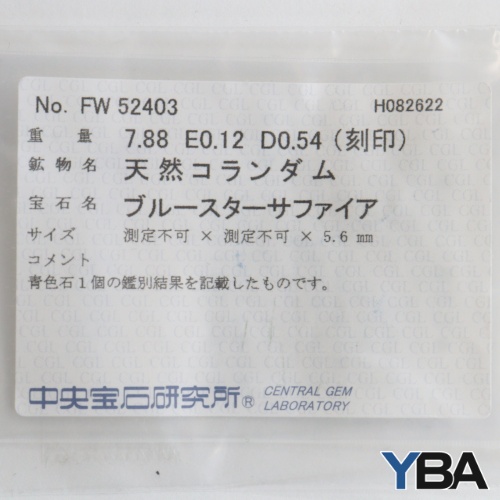 No. FW 52403 H082622
重量 7.88 E0.12 D0.54 (刻印)
鉱物名 天然コランダム
宝石名 ブルースターサファイア
サイズ 測定不可 × 測定不可 × 5.6 mm
コメント
青色石1個の鑑別結果を記載したものです。
中央宝石研究所® CENTRAL GEM
LABORATORY
YBA